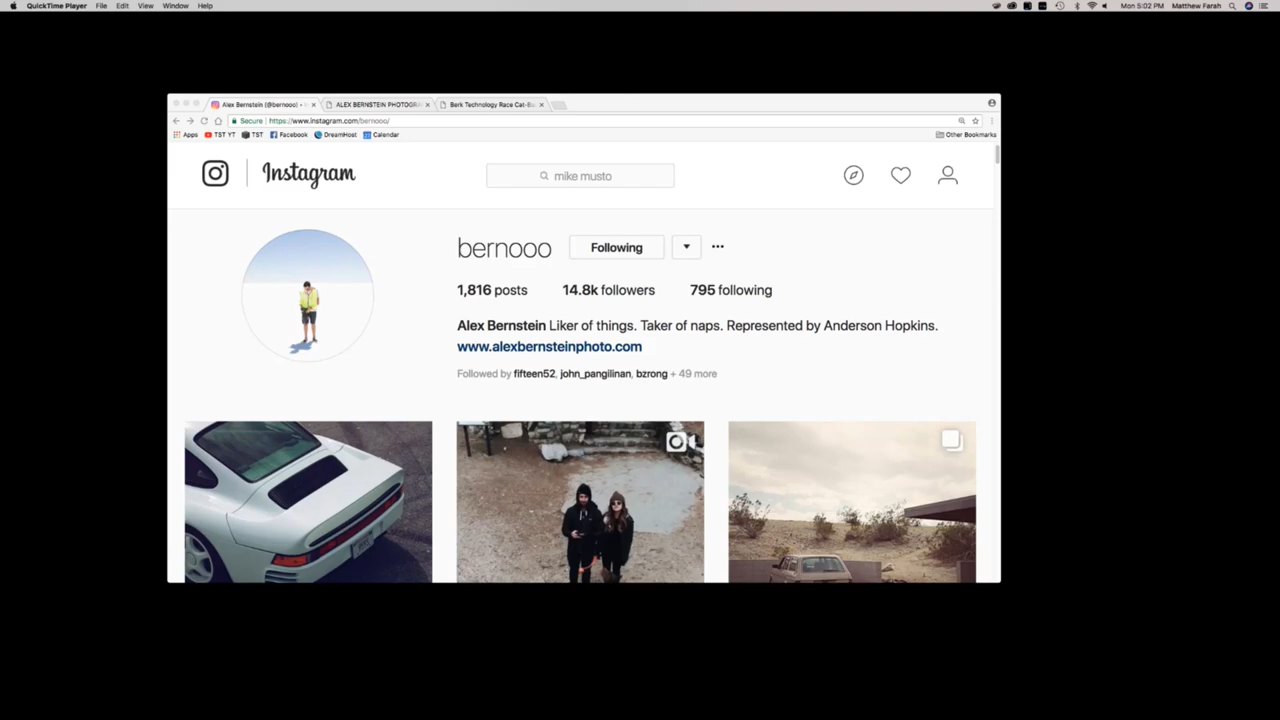 QuickTime Player File Edit View Window Help Mon 5:02 PM Matthew Farah
Alex Bernstein (@bernooo) • ALEX BERNSTEIN PHOTOGRA Berk Technology Race Cat-Ba
Secure https://www.instagram.com/bernooo/
Apps TST YT TST Facebook DreamHost Calendar Other Bookmarks
Instagram mike musto
bernooo Following
1,816 posts 14.8k followers 795 following
Alex Bernstein Liker of things. Taker of naps. Represented by Anderson Hopkins.
www.alexbernsteinphoto.com
Followed by fifteen52, john_pangilinan, bzrong + 49 more